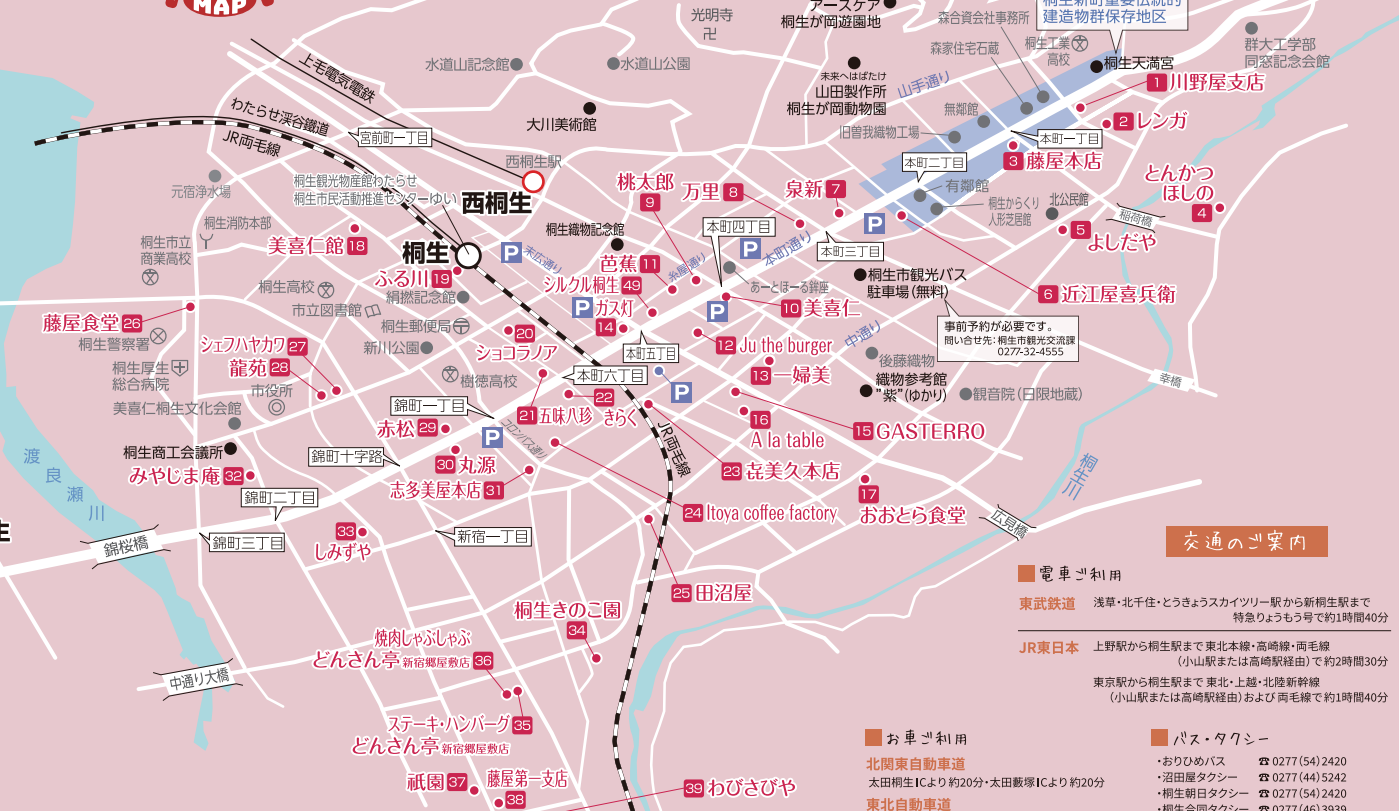 MAP
アースケア
桐生が岡遊園地
光明寺
卍
森合資会社事務所
桐生新町重要伝統的
建造物群保存地区
森家住宅石蔵
桐生工業
高校
桐生天満宮
群大工学部
同窓記念会館
上毛電気電鉄
水道山記念館
水道山公園
未来へはばたけ
山田製作所
桐生が岡動物園
山手通り
1 川野屋支店
わたらせ渓谷鐵道
JR両毛線
宮前町一丁目
大川美術館
無鄰館
旧曽我織物工場
2 レンガ
本町一丁目
3 藤屋本店
本町二丁目
西桐生駅
西桐生
元宿浄水場
桐生観光物産館わたらせ
桐生市民活動推進センターゆい
桃太郎
9
万里 8
泉新 7
有鄰館
桐生からくり
人形芝居館
北公民館
とんかつ
ほしの
4
稲荷橋
5
よしだや
桐生消防本部
桐生市立
商業高校
美喜仁館 18
桐生
桐生織物記念館
P
末広通り
本町四丁目
P
本町通り
P
本町三丁目
芭蕉 11
糸屋通り
ふる川 19
シルクル桐生 49
あーとほーる鉾座
桐生市観光バス
駐車場(無料)
6 近江屋喜兵衛
桐生高校
絹撚記念館
市立図書館
P
ガス灯
14
P
10 美喜仁
事前予約が必要です。
問い合せ先:桐生市観光交流課
0277-32-4555
藤屋食堂 26
桐生警察署
桐生郵便局
20
ショコラノア
新川公園
シェフハヤカワ 27
龍苑 28
本町五丁目
12 Ju the burger
中通り
後藤織物
13
一婦美
桐生厚生
総合病院
市役所
樹徳高校
本町六丁目
P
織物参考館
”紫”(ゆかり)
観音院(日限地蔵)
幸橋
美喜仁桐生文化会館
錦町一丁目
21 五味八珍
22
きらく
16
A la table
15 GASTERRO
赤松 29
P
コロンバス通り
JR両毛線
桐生商工会議所
錦町十字路
30 丸源
みやじま庵 32
志多美屋本店 31
23 㐂美久本店
17
おおとら食堂
桐生川
渡良瀬川
錦町二丁目
24 Itoya coffee factory
広見橋
生
錦桜橋
錦町三丁目
33
しみずや
新宿一丁目
25 田沼屋
桐生きのこ園
34
焼肉しゃぶしゃぶ
どんさん亭 新宿郷屋敷店 36
中通り大橋
ステーキ・ハンバーグ 35
どんさん亭 新宿郷屋敷店
祇園 37
藤屋第一支店
38
39 わびさびや
交通のご案内
電車ご利用
東武鉄道 浅草・北千住・とうきょうスカイツリー駅から新桐生駅まで
特急りょうもう号で約1時間40分
JR東日本 上野駅から桐生駅まで 東北本線・高崎線・両毛線
(小山駅または高崎駅経由)で約2時間30分
東京駅から桐生駅まで 東北・上越・北陸新幹線
(小山駅または高崎駅経由)および両毛線で約1時間40分
お車ご利用
北関東自動車道
太田桐生ICより約20分・太田藪塚ICより約20分
東北自動車道
バス・タクシー
・おりひめバス ☎0277(54)2420
・沼田屋タクシー ☎0277(44)5242
・桐生朝日タクシー ☎0277(54)2420
・桐生合同タクシー ☎0277(46)3939